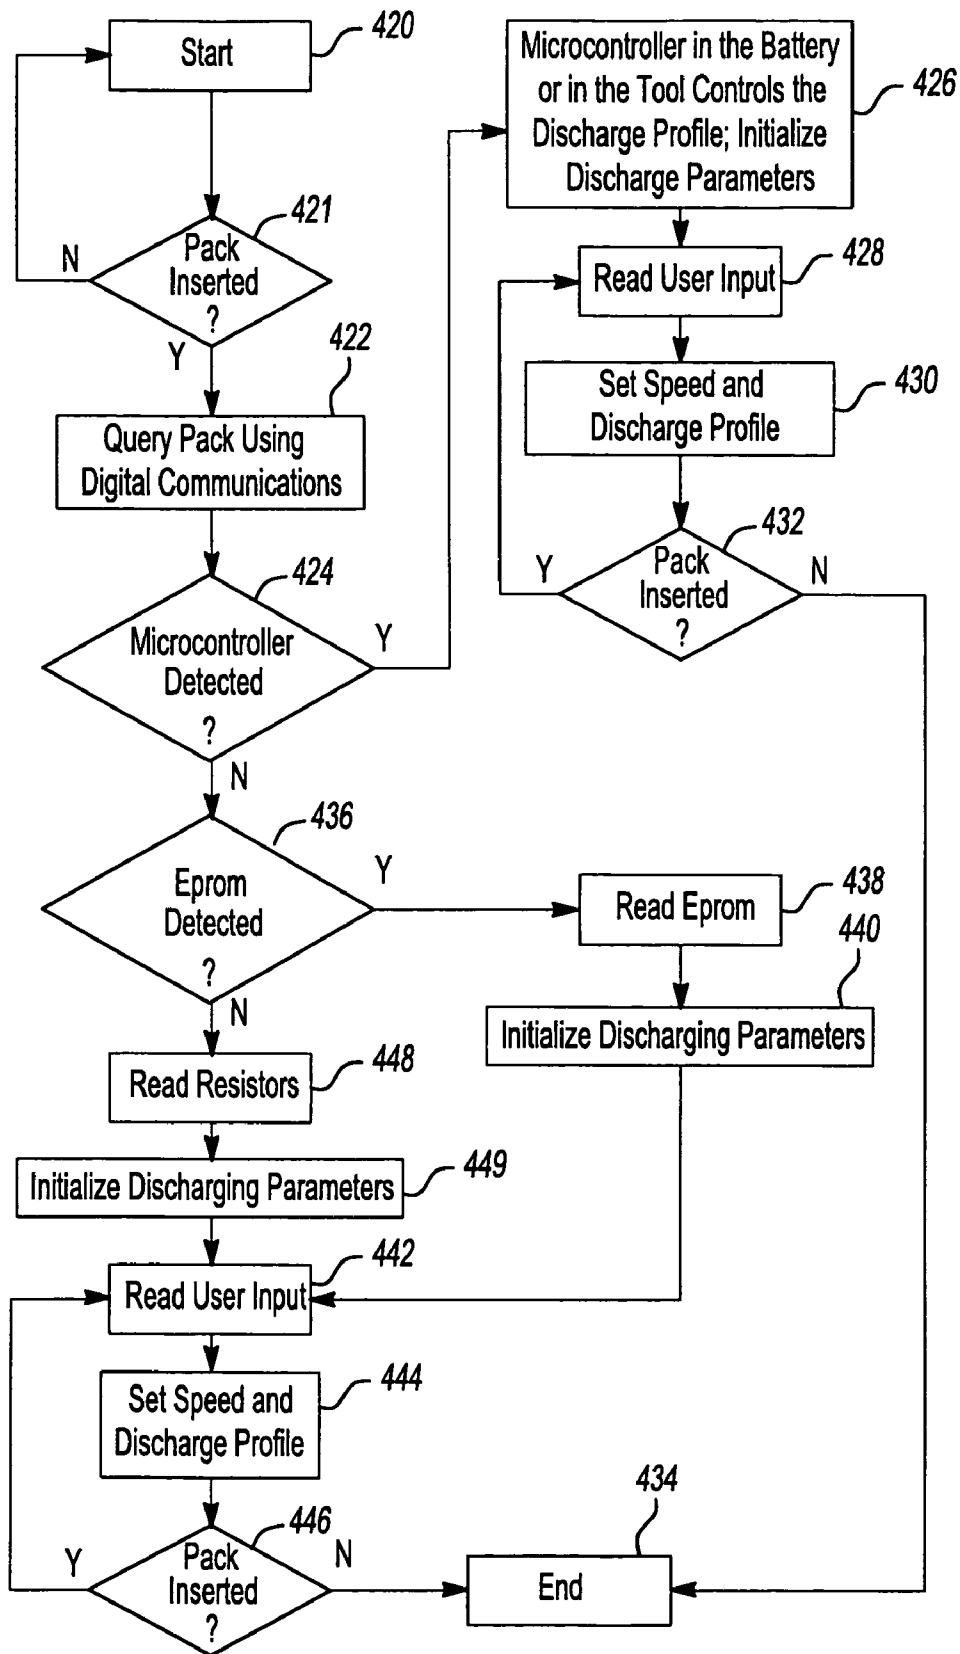 Start
420
Pack
Inserted
?
421
N
Y
422
Query Pack Using
Digital Communications
424
Microcontroller
Detected
?
Y
N
Microcontroller in the Battery
or in the Tool Controls the
Discharge Profile; Initialize
Discharge Parameters
426
Read User Input
428
Set Speed and
Discharge Profile
430
432
Pack
Inserted
?
Y
N
436
Eprom
Detected
?
Y
N
Read Eprom
438
440
Initialize Discharging Parameters
Read Resistors
448
Initialize Discharging Parameters
449
Read User Input
442
Set Speed and
Discharge Profile
444
446
Pack
Inserted
?
Y
N
434
End